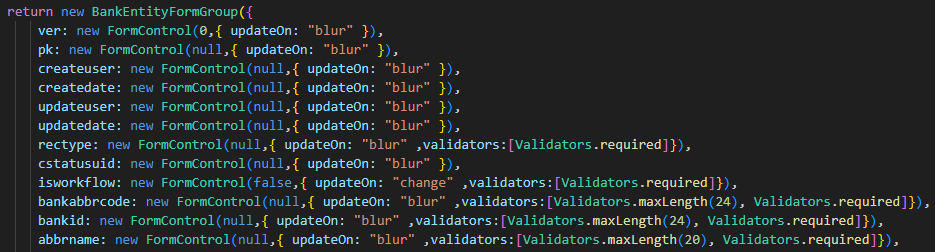 return new BankEntityFormGroup({
ver: new FormControl(0,{ updateOn: "blur" }),
pk: new FormControl(null,{ updateOn: "blur" }),
createuser: new FormControl(null,{ updateOn: "blur" }),
createdate: new FormControl(null,{ updateOn: "blur" }),
updateuser: new FormControl(null,{ updateOn: "blur" }),
updatedate: new FormControl(null,{ updateOn: "blur" }),
rectype: new FormControl(null,{ updateOn: "blur" ,validators:[Validators.required]}),
cstatusuid: new FormControl(null,{ updateOn: "blur" }),
isworkflow: new FormControl(false,{ updateOn: "change" ,validators:[Validators.required]}),
bankabbrcode: new FormControl(null,{ updateOn: "blur" ,validators:[Validators.maxLength(24), Validators.required]}),
bankid: new FormControl(null,{ updateOn: "blur" ,validators:[Validators.maxLength(24), Validators.required]}),
abbrname: new FormControl(null,{ updateOn: "blur" ,validators:[Validators.maxLength(20), Validators.required]}),